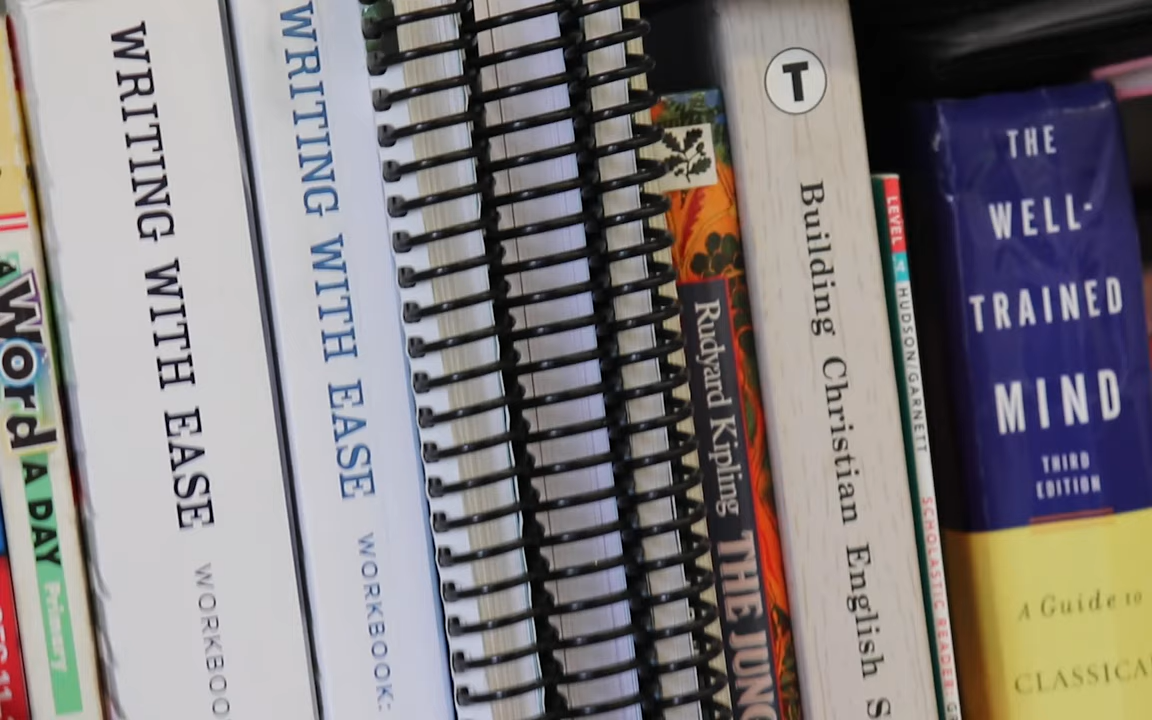 A Word A DAY Primary
WRITING WITH EASE WORKBOO
WRITING WITH EASE WORKBOOK:
Rudyard Kipling THE JUNG
T
Building Christian English S
LEVEL 4 HUDSON/GARNETT SCHOLASTIC READER G
THE
WELL-
TRAINED
MIND
THIRD
EDITION
A Guide to
CLASSICA